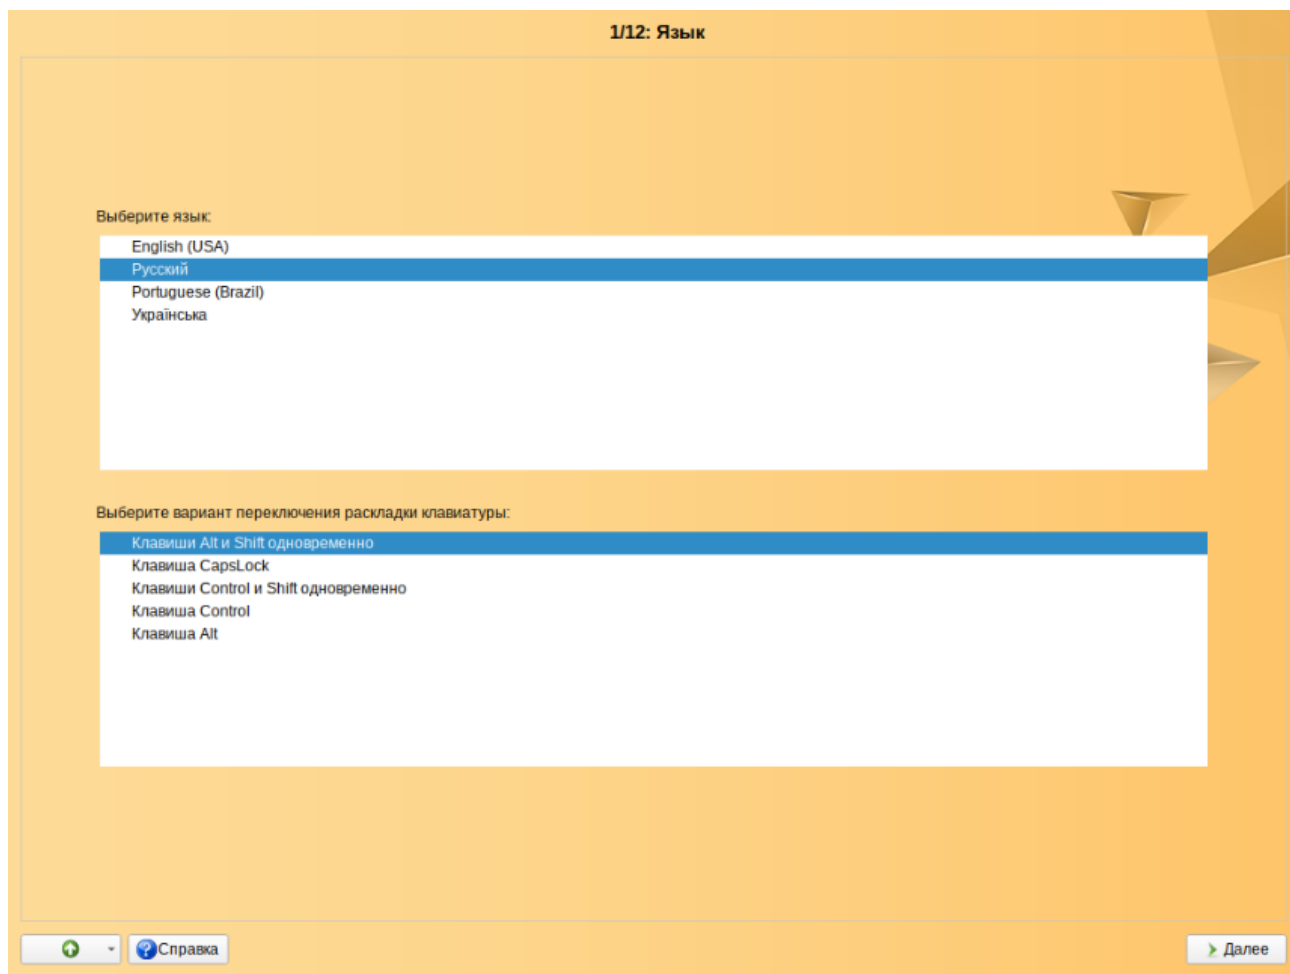 1/12: Язык
Выберите язык:
English (USA)
Русский
Portuguese (Brazil)
Українська
Выберите вариант переключения раскладки клавиатуры:
Клавиши Alt и Shift одновременно
Клавиша CapsLock
Клавиши Control и Shift одновременно
Клавиша Control
Клавиша Alt
Справка
Далее